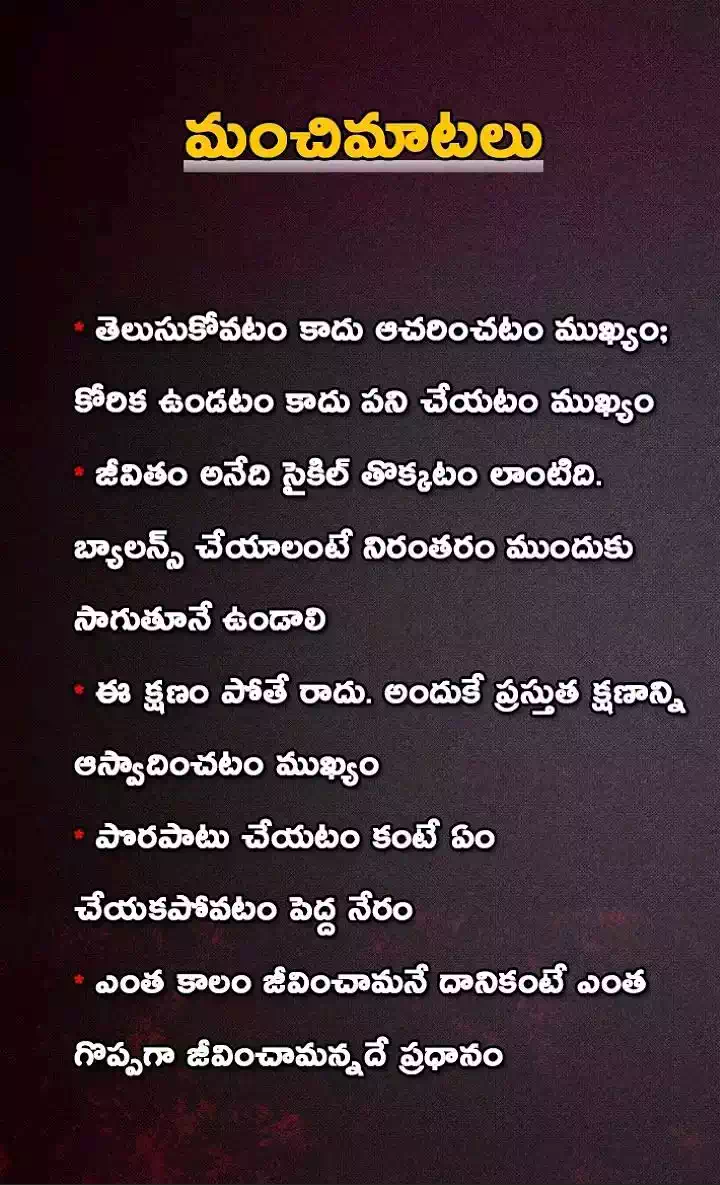 మంచిమాటలు
* తెలుసుకోవటం కాదు ఆచరించటం ముఖ్యం;
కోరిక ఉండటం కాదు పని చేయటం ముఖ్యం
* జీవితం అనేది సైకిల్ తొక్కటం లాంటిది.
బ్యాలన్స్ చేయాలంటే నిరంతరం ముందుకు
సాగుతూనే ఉండాలి
* ఈ క్షణం పోతే రాదు. అందుకే ప్రస్తుత క్షణాన్ని
ఆస్వాదించటం ముఖ్యం
* పొరపాటు చేయటం కంటే ఏం
చేయకపోవటం పెద్ద నేరం
* ఎంత కాలం జీవించామనే దానికంటే ఎంత
గొప్పగా జీవించామన్నదే ప్రధానం